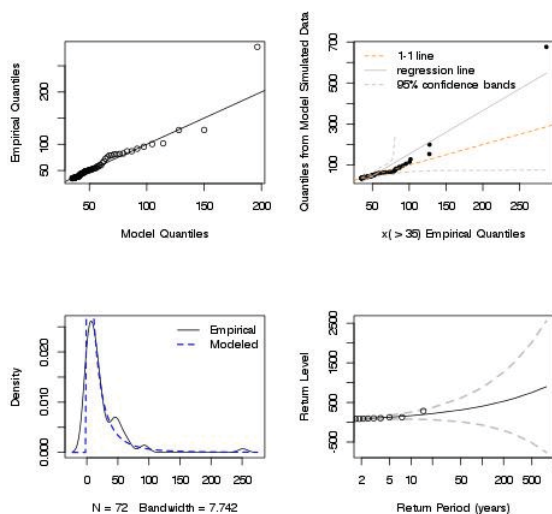 Empirical Quantiles
50 100 200
50 100 150 200
Model Quantiles
Quantiles from Model Simulated Data
100 300 500 700
1-1 line
regression line
95% confidence bands
50 100 150 200 250
x( > 35) Empirical Quantiles
Density
0.000 0.010 0.020
Empirical
Modeled
0 50 100 150 200 250
N = 72 Bandwidth = 7.742
Return Level
-500 500 1500 2500
2 5 10 20 50 100 500
Return Period (years)